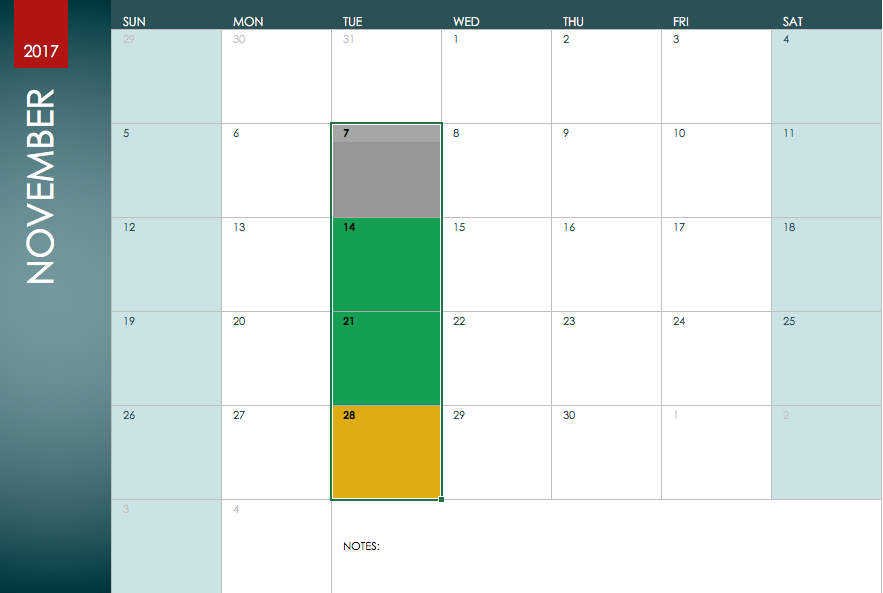 2017
NOVEMBER
SUN MON TUE WED THU FRI SAT
29 30 31 1 2 3 4
5 6 7 8 9 10 11
12 13 14 15 16 17 18
19 20 21 22 23 24 25
26 27 28 29 30 1 2
3 4
NOTES: